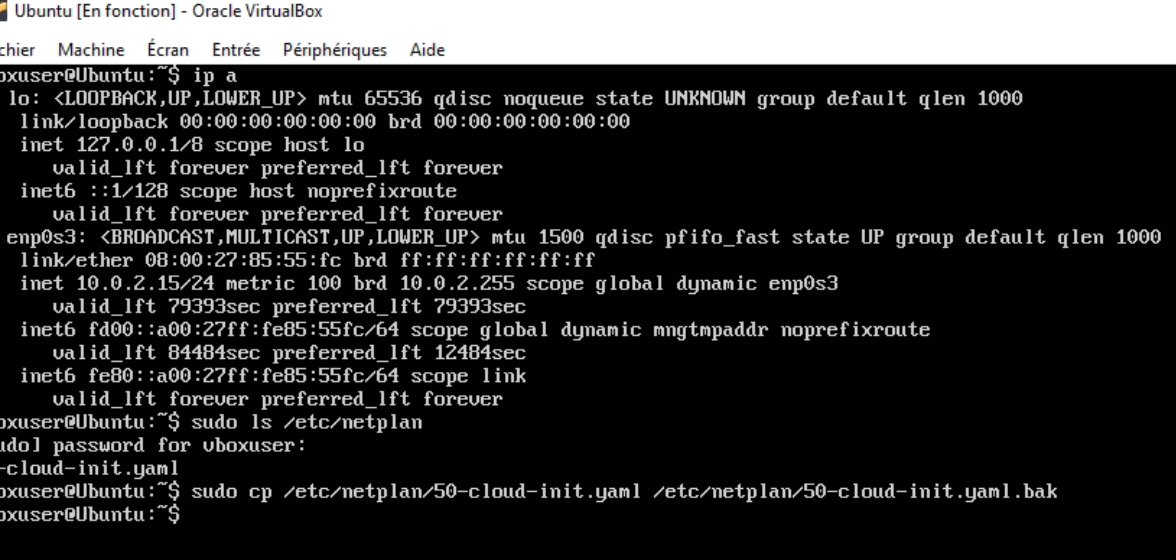 Ubuntu [En fonction] - Oracle VirtualBox
chier Machine Écran Entrée Périphériques Aide
oxuser@Ubuntu:~$ ip a
lo: <LOOPBACK,UP,LOWER_UP> mtu 65536 qdisc noqueue state UNKNOWN group default qlen 1000
link/loopback 00:00:00:00:00:00 brd 00:00:00:00:00:00
inet 127.0.0.1/8 scope host lo
valid_lft forever preferred_lft forever
inet6 ::1/128 scope host noprefixroute
valid_lft forever preferred_lft forever
enp0s3: <BROADCAST,MULTICAST,UP,LOWER_UP> mtu 1500 qdisc pfifo_fast state UP group default qlen 1000
link/ether 08:00:27:85:55:fc brd ff:ff:ff:ff:ff:ff
inet 10.0.2.15/24 metric 100 brd 10.0.2.255 scope global dynamic enp0s3
valid_lft 79393sec preferred_lft 79393sec
inet6 fd00::a00:27ff:fe85:55fc/64 scope global dynamic mngtmpaddr noprefixroute
valid_lft 84484sec preferred_lft 12484sec
inet6 fe80::a00:27ff:fe85:55fc/64 scope link
valid_lft forever preferred_lft forever
oxuser@Ubuntu:~$ sudo ls /etc/netplan
udo] password for vboxuser:
-cloud-init.yaml
oxuser@Ubuntu:~$ sudo cp /etc/netplan/50-cloud-init.yaml /etc/netplan/50-cloud-init.yaml.bak
oxuser@Ubuntu:~$